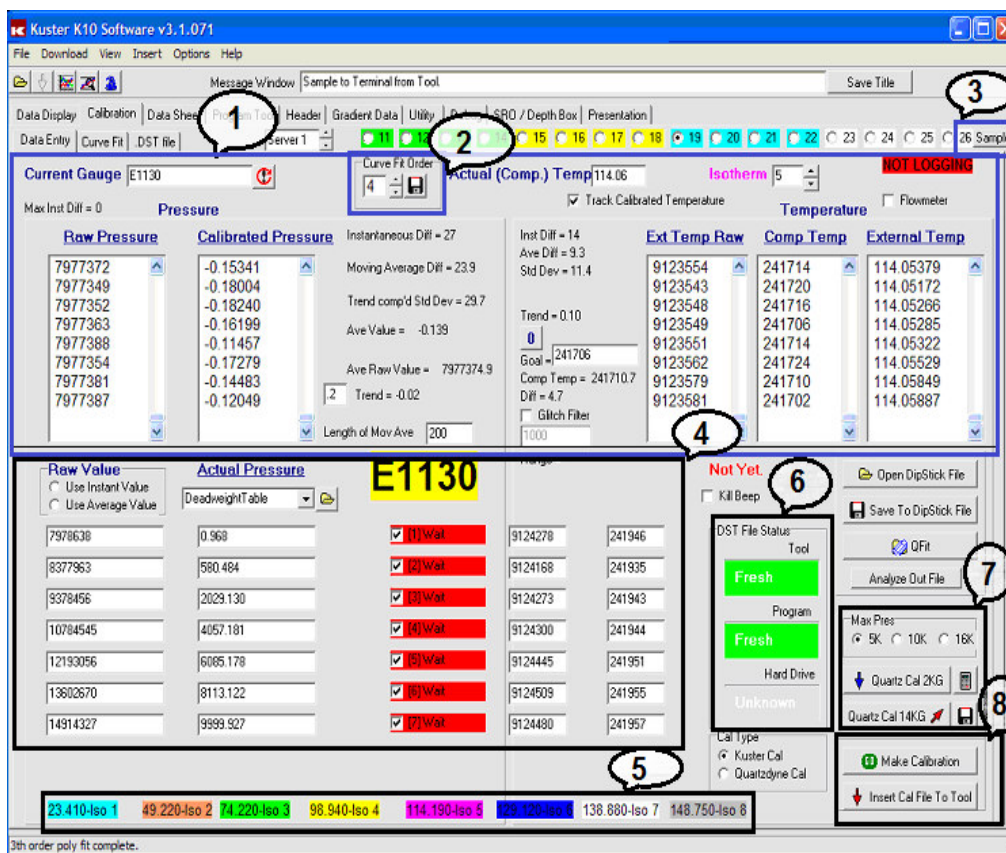 Kuster K10 Software v3.1.071
File Download View Insert Options Help
Message Window Sample to Terminal from Tool. Save Title
3
Data Display Calibration Data Shee Header Gradient Data Utility SRO / Depth Box Presentation
1
Data Entry Curve Fit .DST file Server 1 11 12 14 15 16 17 18 19 20 21 22 23 24 25 26 Sample
2
Current Gauge E1130 Curve Fit Order 4 Actual (Comp.) Temp 114.06 Isotherm 5 NOT LOGGING
Max Inst Diff = 0 Pressure Track Calibrated Temperature Temperature Flowmeter
Raw Pressure Calibrated Pressure Instantaneous Diff = 27 Inst Diff = 14 Ext Temp Raw Comp Temp External Temp
Ave Diff = 9.3
Std Dev = 11.4
7977372 -0.15341 Moving Average Diff = 23.9 9123554 241714 114.05379
7977349 -0.18004 9123543 241720 114.05172
7977352 -0.18240 Trend comp'd Std Dev = 29.7 9123548 241716 114.05266
7977363 -0.16199 Ave Value = -0.139 Trend = 0.10 9123549 241706 114.05285
7977388 -0.11457 0 9123551 241714 114.05322
7977354 -0.17279 Ave Raw Value = 7977374.9 Goal = 241706 9123562 241724 114.05529
7977381 -0.14483 .2 Trend = -0.02 Comp Temp = 241710.7 9123579 241710 114.05849
7977387 -0.12049 Diff = 4.7 9123581 241702 114.05887
Glitch Filter
Length of Mov Ave 200 1000
4
Raw Value Actual Pressure E1130 Not Yet. Open DipStick File
Use Instant Value
Use Average Value DeadweightTable Kill Beep 6 Save To DipStick File
7978638 0.968 [1] Wait 9124278 241946 DST File Status
Tool QFit
8377963 580.484 [2] Wait 9124168 241935 Fresh Analyze Out File 7
9378456 2029.130 [3] Wait 9124273 241943 Program Max Pres
10784545 4057.181 [4] Wait 9124300 241944 Fresh 5K 10K 16K
12193056 6085.178 [5] Wait 9124445 241951 Hard Drive Quartz Cal 2KG
13602670 8113.122 [6] Wait 9124509 241955 Unknown 8
14914327 9999.927 [7] Wait 9124480 241957 Quartz Cal 14KG
Cal Type
5 Kuster Cal Make Calibration
Quartzdyne Cal
Insert Cal File To Tool
23.410-Iso 1 49.220-Iso 2 74.220-Iso 3 98.940-Iso 4 114.190-Iso 5 129.120-Iso 6 138.880-Iso 7 148.750-Iso 8
3th order poly fit complete.